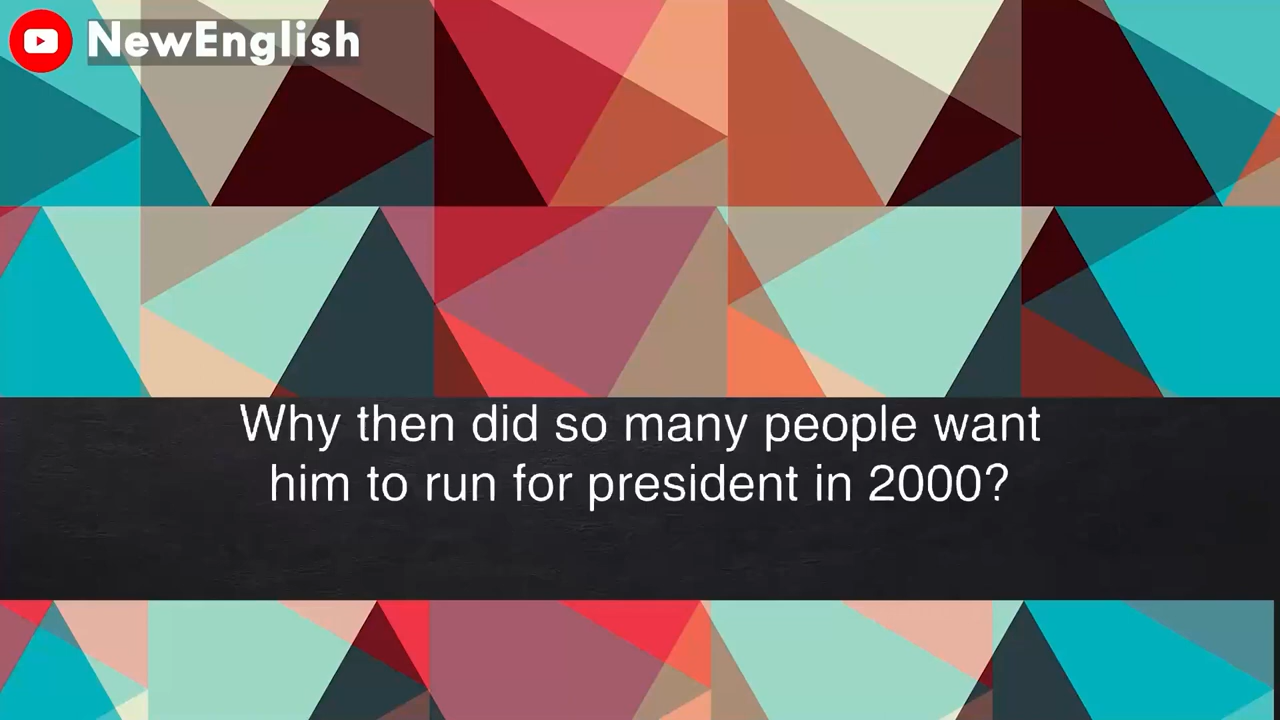 NewEnglish
Why then did so many people want
him to run for president in 2000?